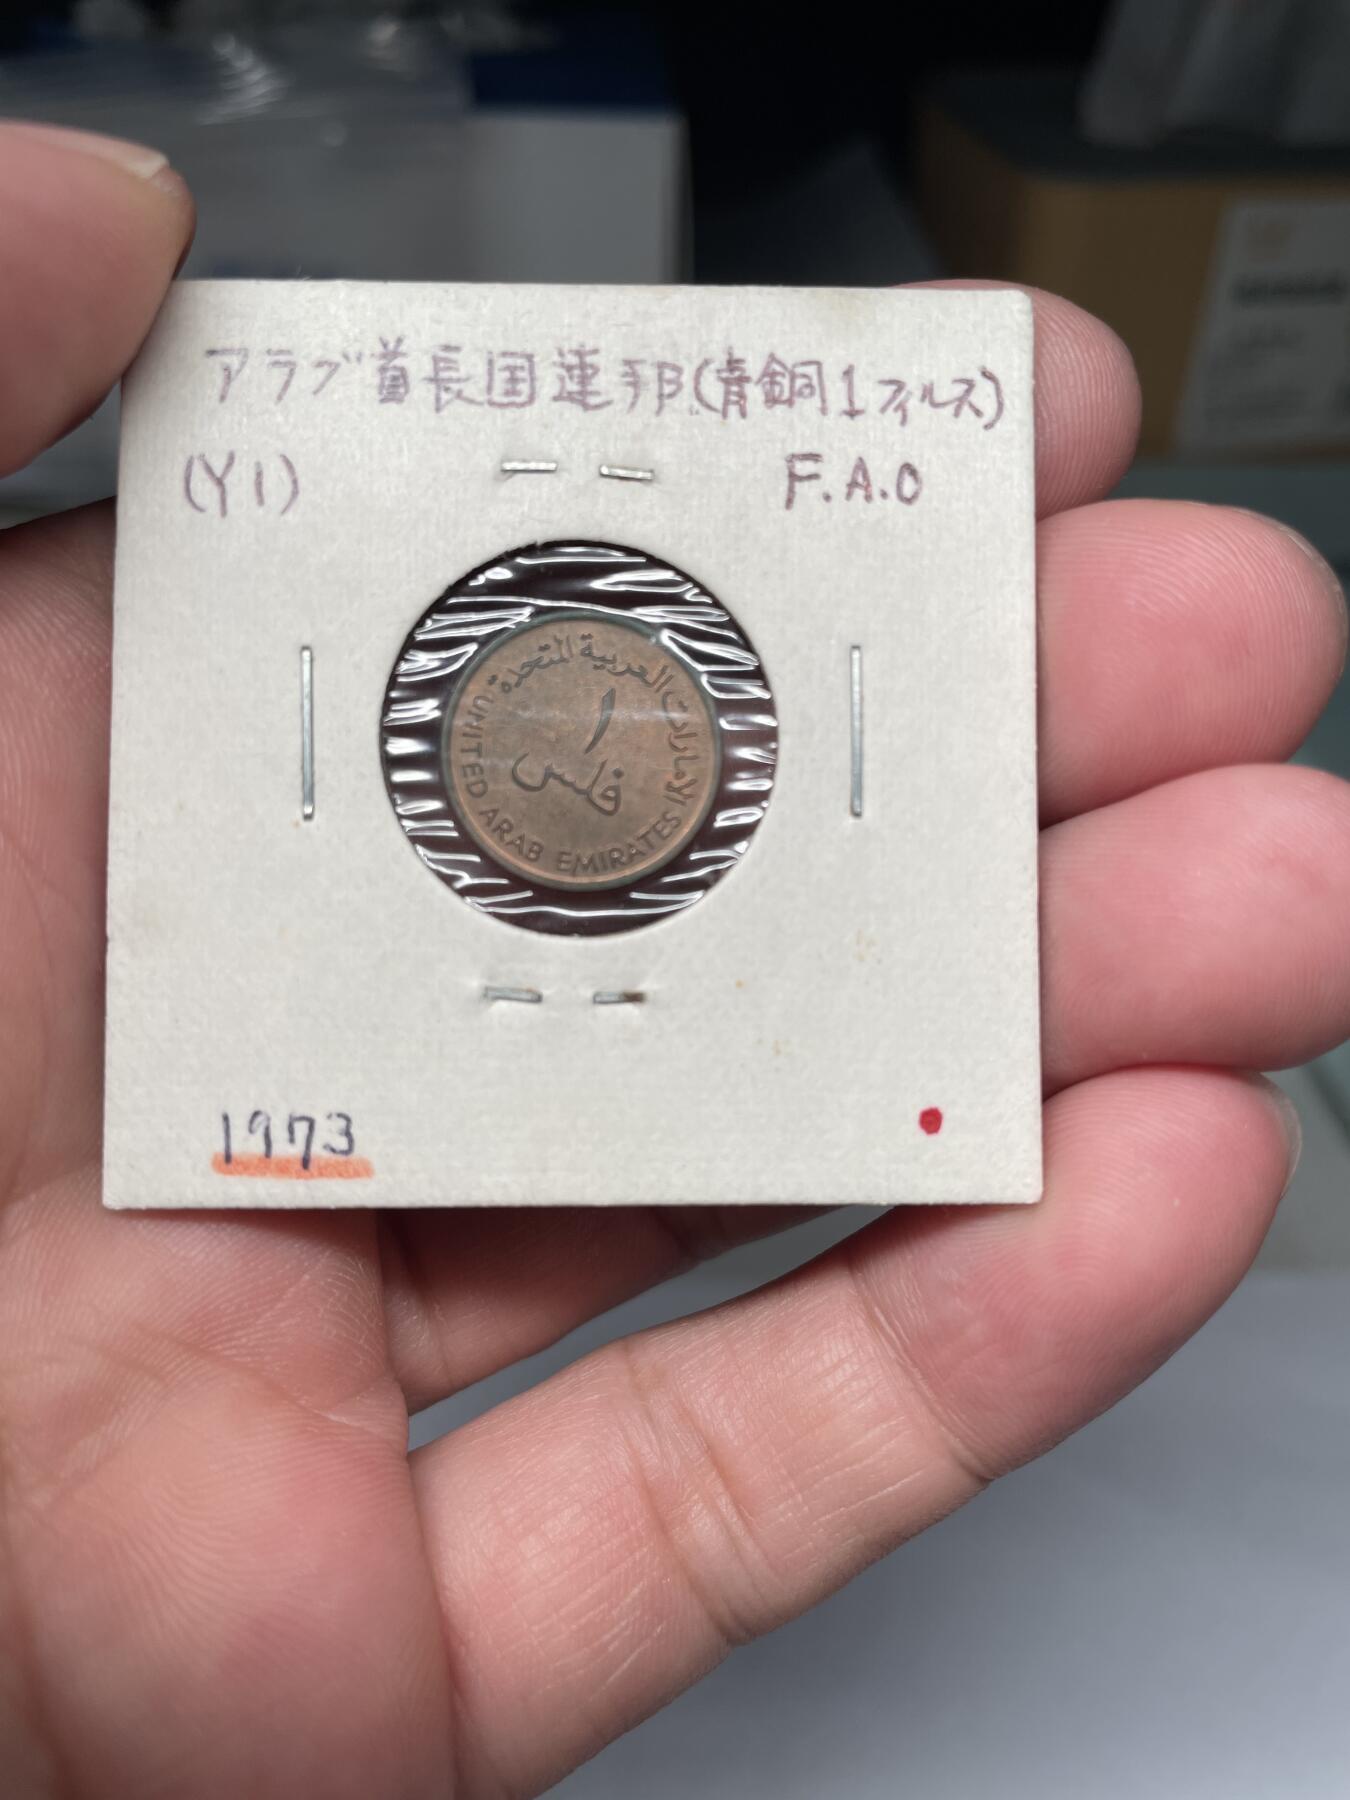 アラブ首長国連邦(青銅1フィルス)
(Y1)
F.A.O
الامارات العربية المتحدة
١
فلس
UNITED ARAB EMIRATES
1973